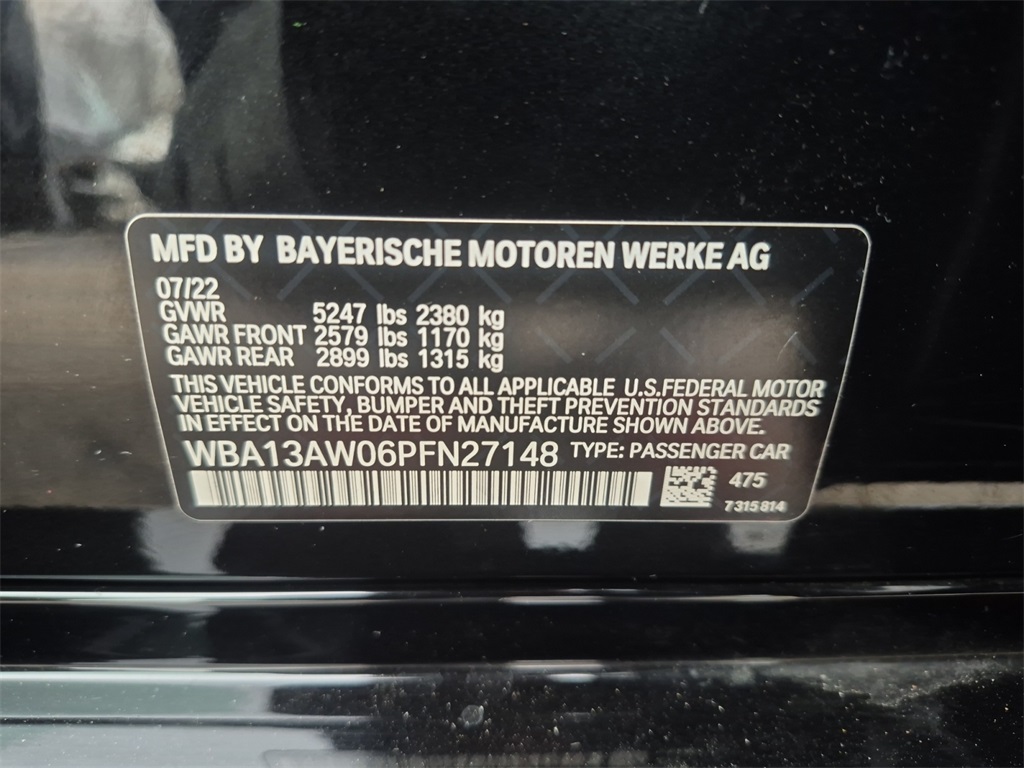 MFD BY BAYERISCHE MOTOREN WERKE AG
07/22
GVWR 5247 lbs 2380 kg
GAWR FRONT 2579 lbs 1170 kg
GAWR REAR 2899 lbs 1315 kg
THIS VEHICLE CONFORMS TO ALL APPLICABLE U.S.FEDERAL MOTOR
VEHICLE SAFETY, BUMPER AND THEFT PREVENTION STANDARDS
IN EFFECT ON THE DATE OF MANUFACTURE SHOWN ABOVE.
WBA13AW06PFN27148 TYPE: PASSENGER CAR
475
7315814